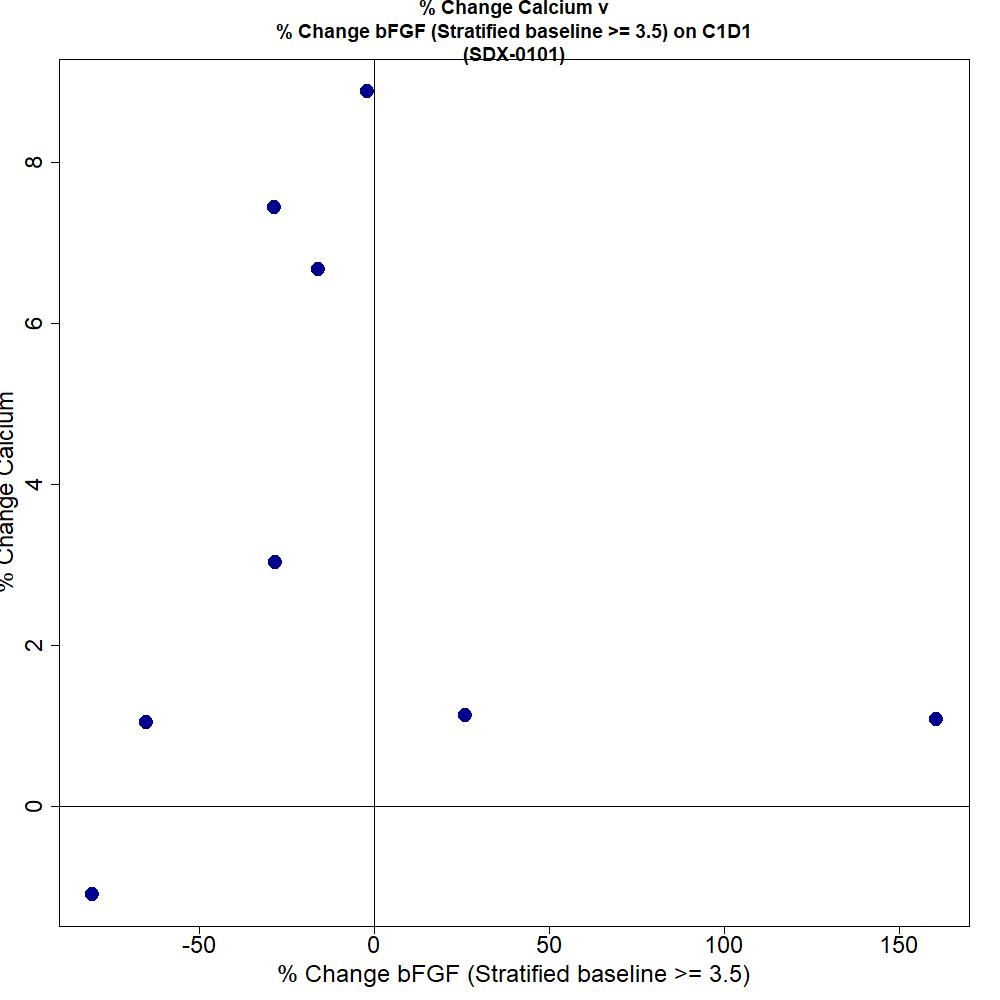 % Change Calcium v
% Change bFGF (Stratified baseline >= 3.5) on C1D1
(SDX-0101)
% Change Calcium
8
6
4
2
0
-50
0
50
100
150
% Change bFGF (Stratified baseline >= 3.5)